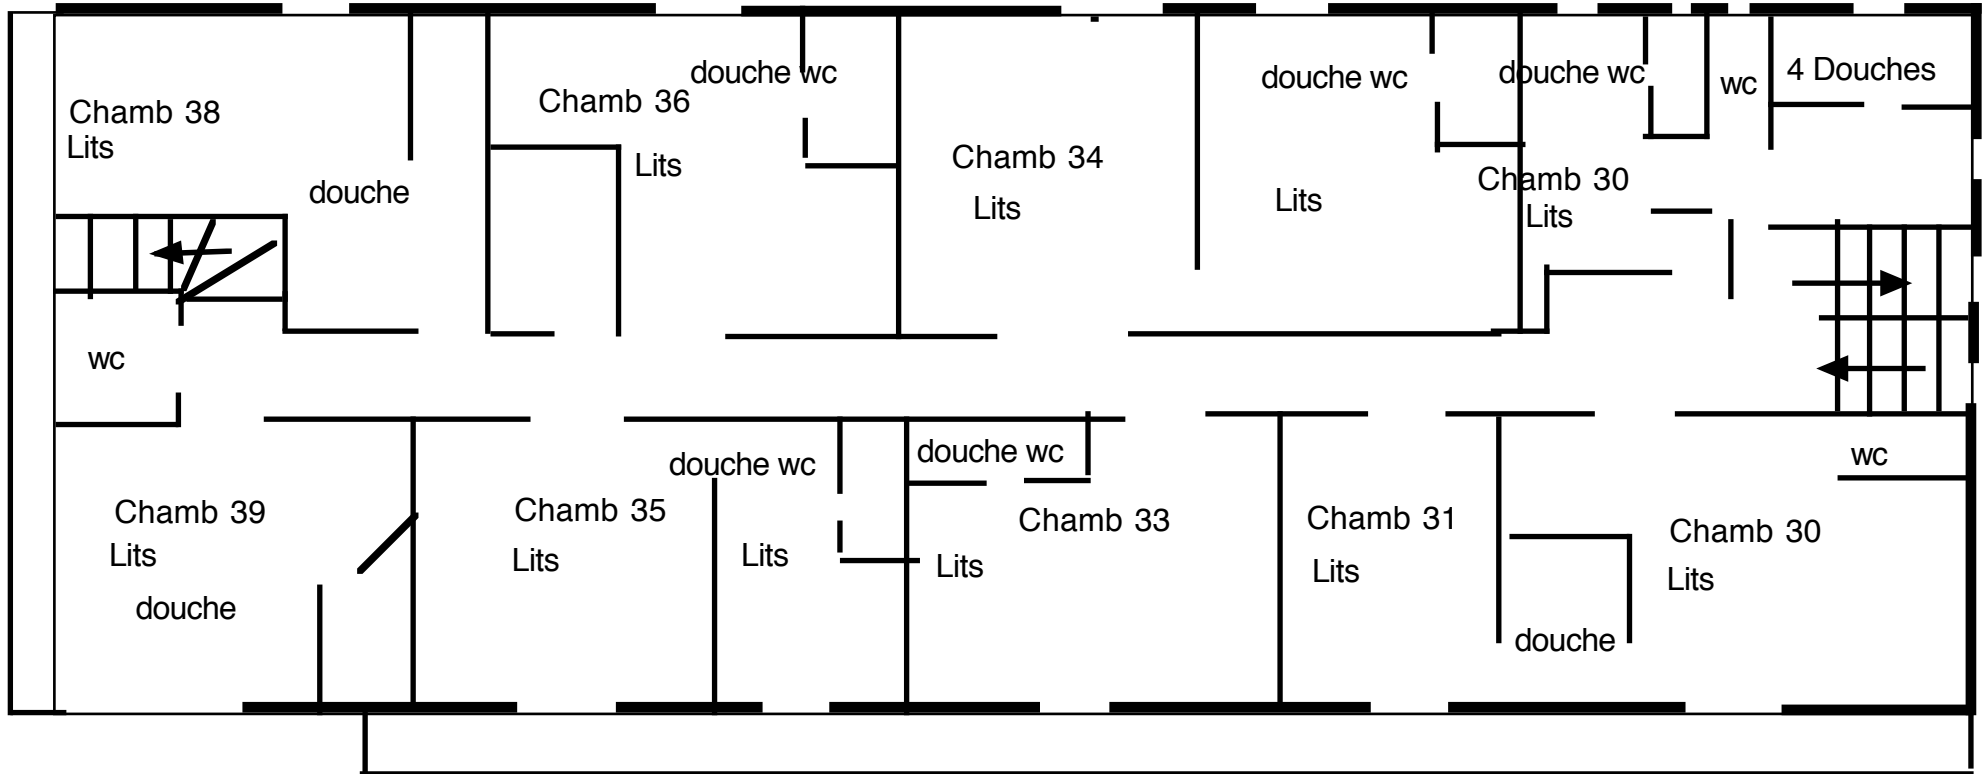 Chamb 38
Lits
douche
Chamb 36
douche wc
Lits
Chamb 34
Lits
douche wc
Lits
douche wc
Chamb 30
Lits
wc
4 Douches
wc
Chamb 39
Lits
douche
Chamb 35
Lits
douche wc
Lits
douche wc
Chamb 33
Lits
Chamb 31
Lits
douche
Chamb 30
Lits
wc